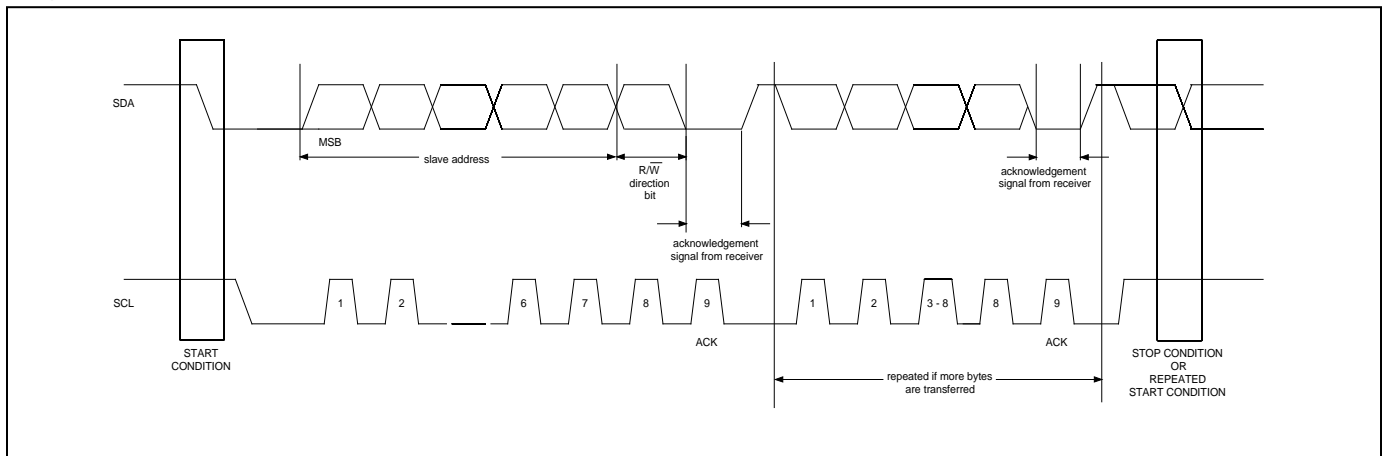 SDA
MSB
slave address
R/W
direction
bit
acknowledgement
signal from receiver
acknowledgement
signal from receiver
SCL
1
2
6
7
8
9
1
2
3 - 8
8
9
ACK
ACK
START
CONDITION
repeated if more bytes
are transferred
STOP CONDITION
OR
REPEATED
START CONDITION